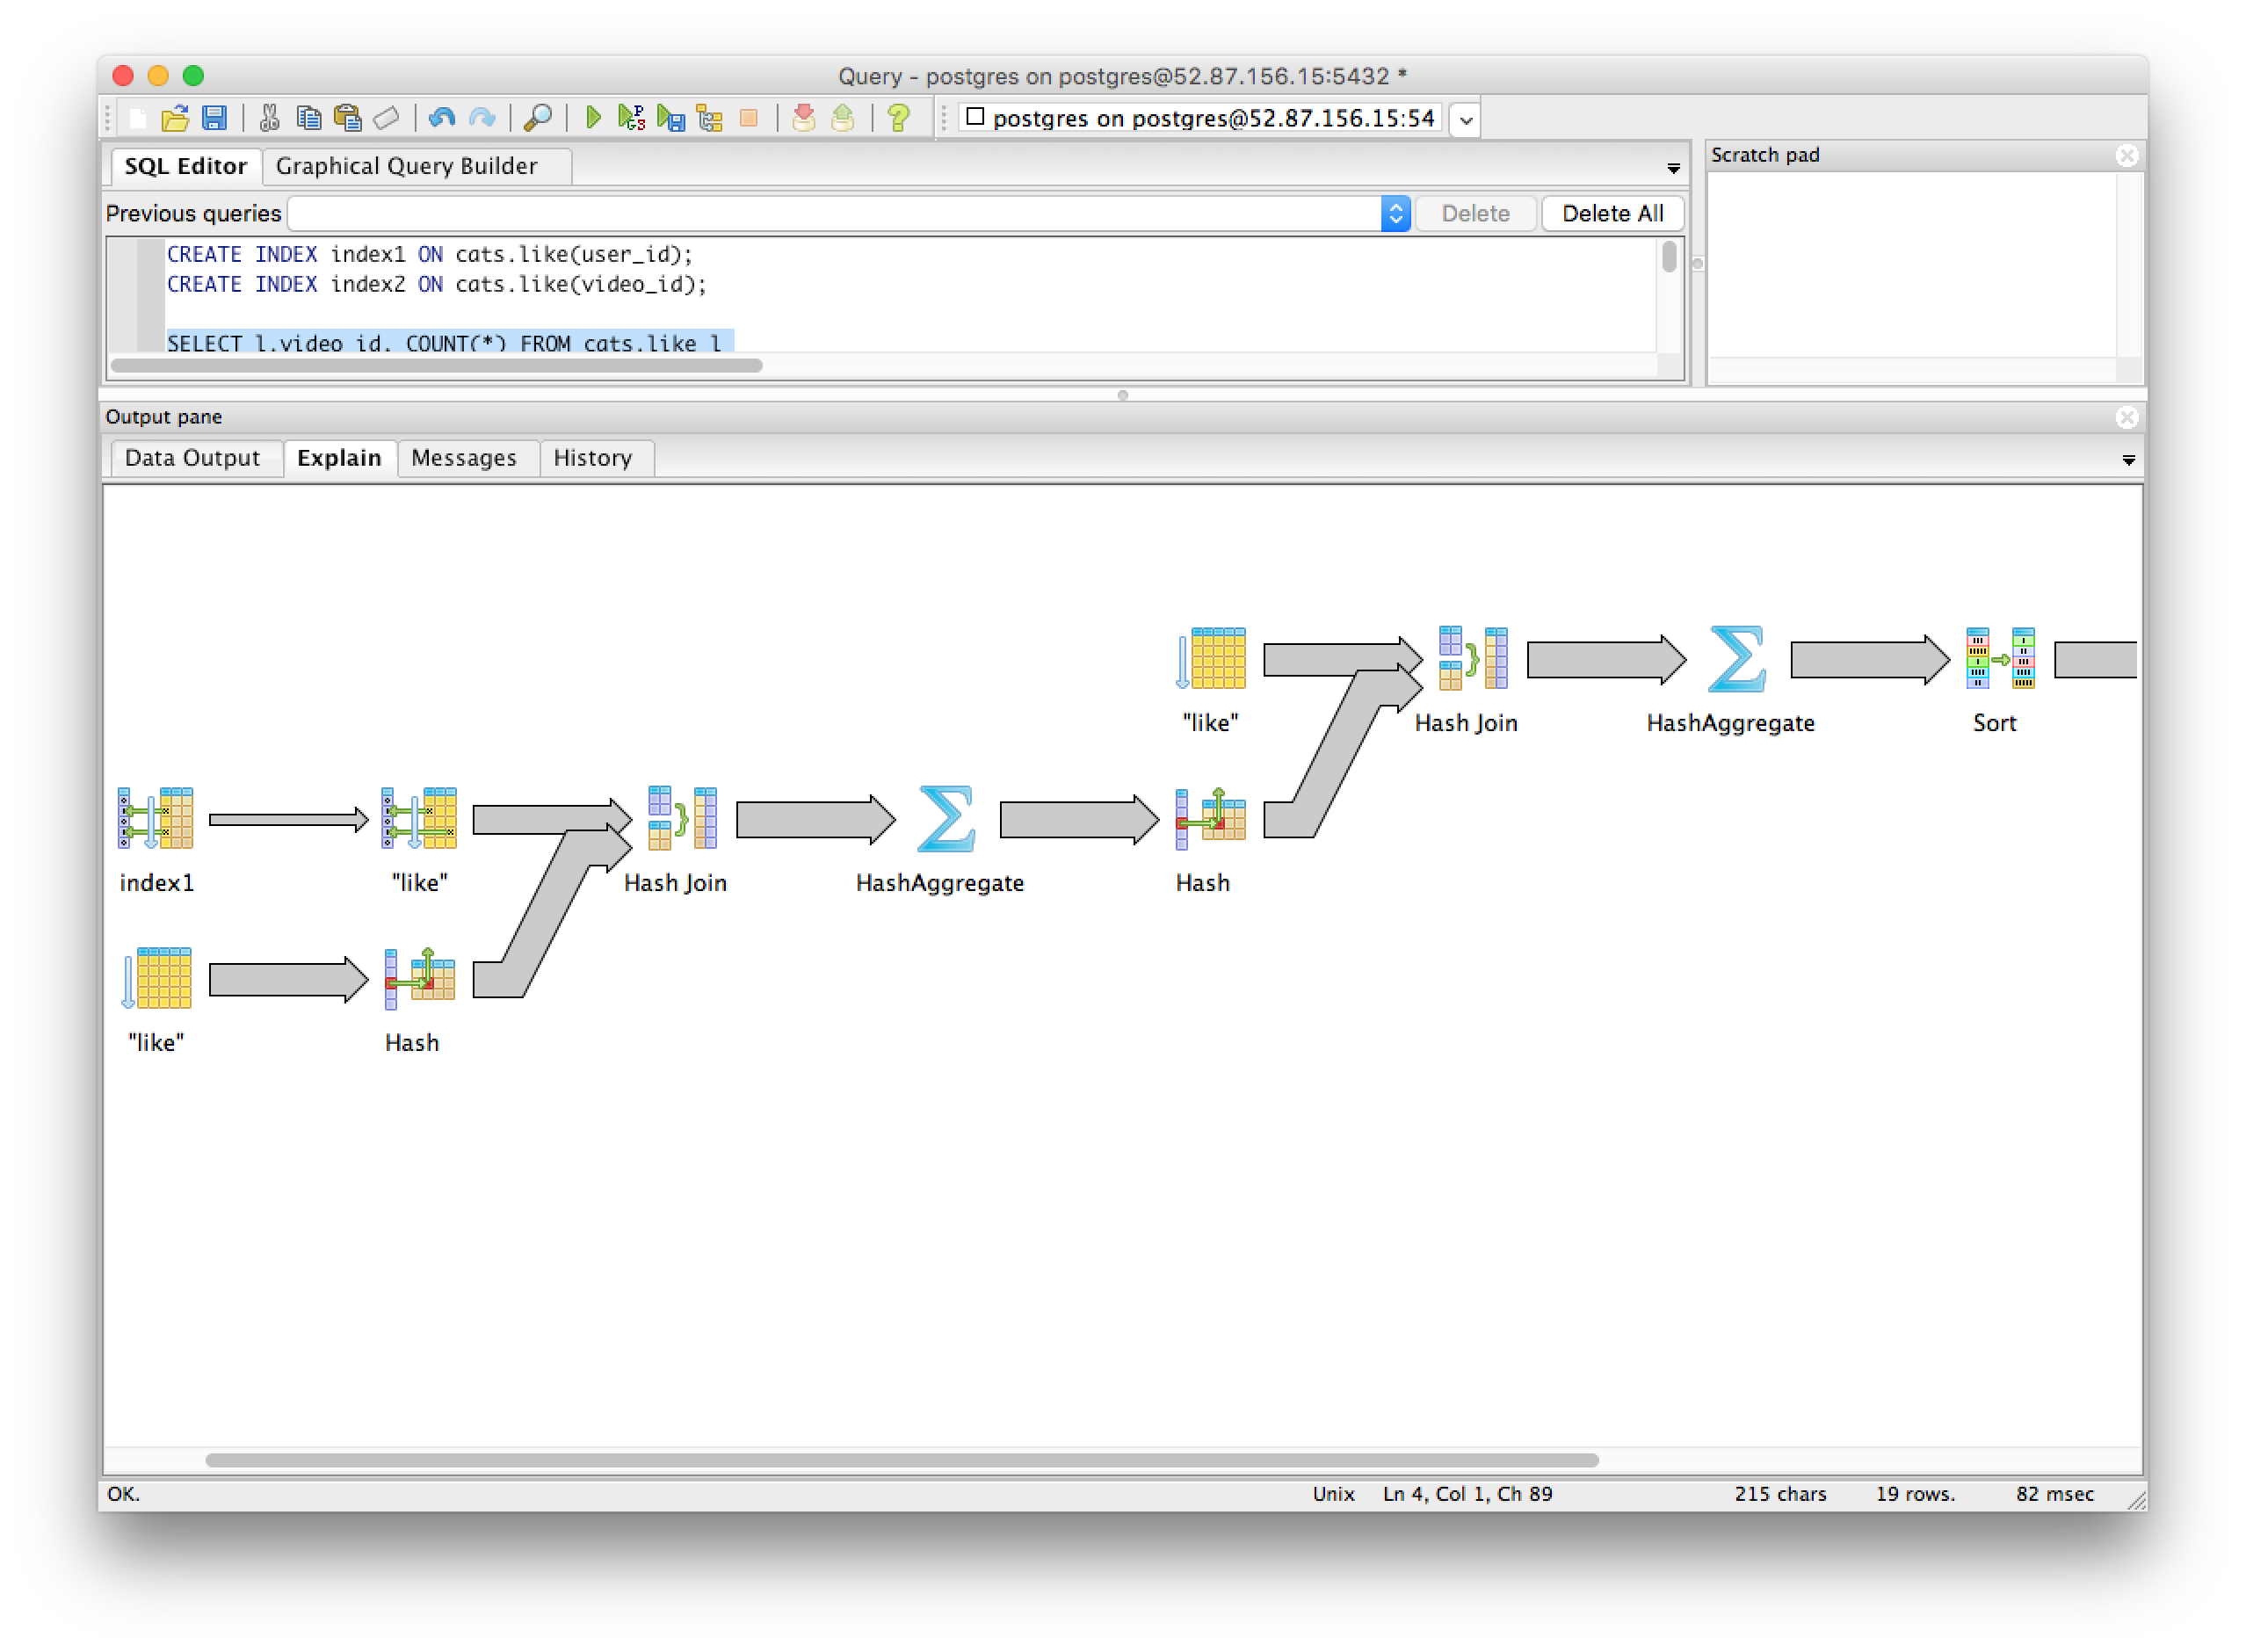 Query - postgres on postgres@52.87.156.15:5432 *
postgres on postgres@52.87.156.15:54
SQL Editor
Graphical Query Builder
Scratch pad
Previous queries
Delete
Delete All
CREATE INDEX index1 ON cats.like(user_id);
CREATE INDEX index2 ON cats.like(video_id);
SELECT l.video_id, COUNT(*) FROM cats.like l
Output pane
Data Output
Explain
Messages
History
"like"
Hash Join
HashAggregate
Sort
index1
"like"
Hash Join
HashAggregate
Hash
"like"
Hash
OK.
Unix
Ln 4, Col 1, Ch 89
215 chars
19 rows.
82 msec